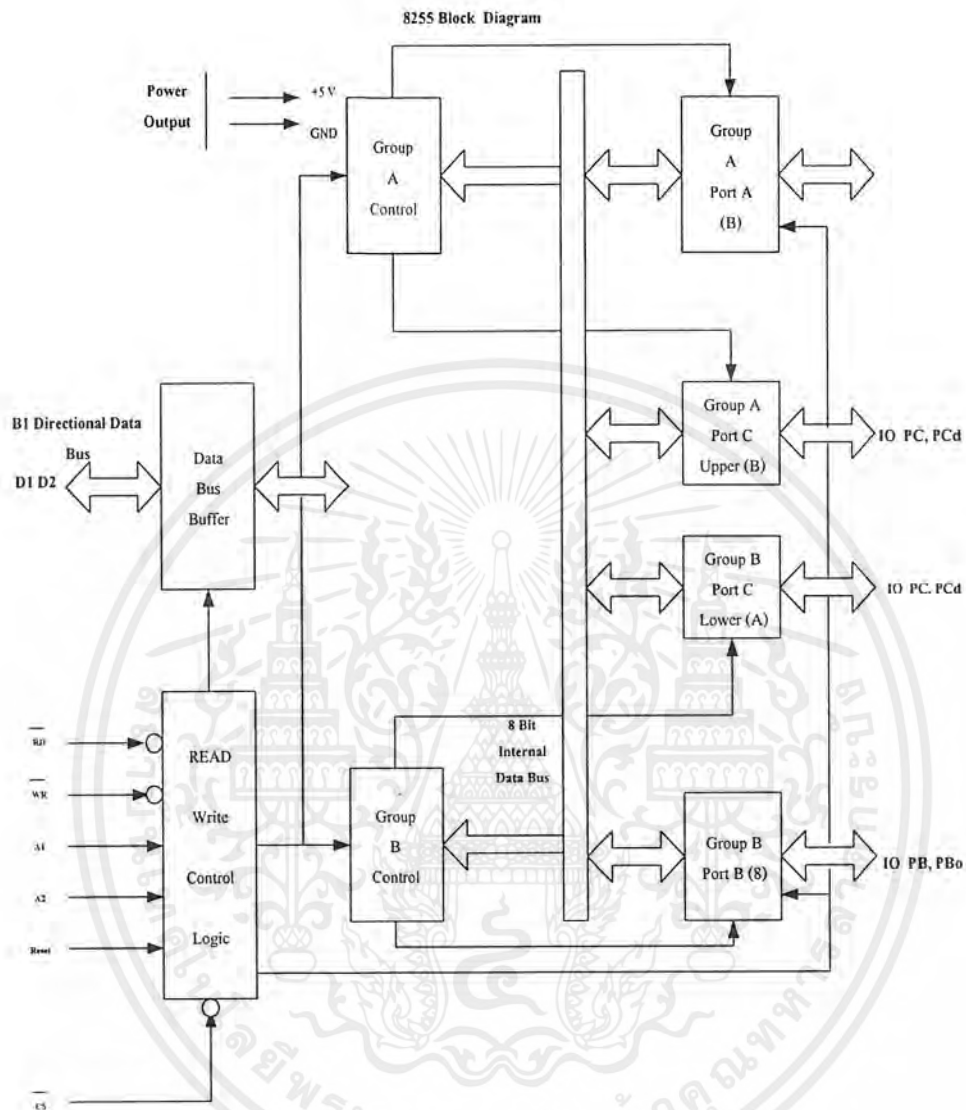 8255 Block Diagram
Power
Output
+5 V
GND
Group
A
Control
Group
A
Port A
(B)
B1 Directional Data
Bus
D1 D2
Data
Bus
Buffer
Group A
Port C
Upper (B)
IO PC, PCd
Group B
Port C
Lower (A)
IO PC. PCd
8 Bit
Internal
Data Bus
RD
WR
A1
A2
Reset
CS
READ
Write
Control
Logic
Group
B
Control
Group B
Port B (8)
IO PB, PBo